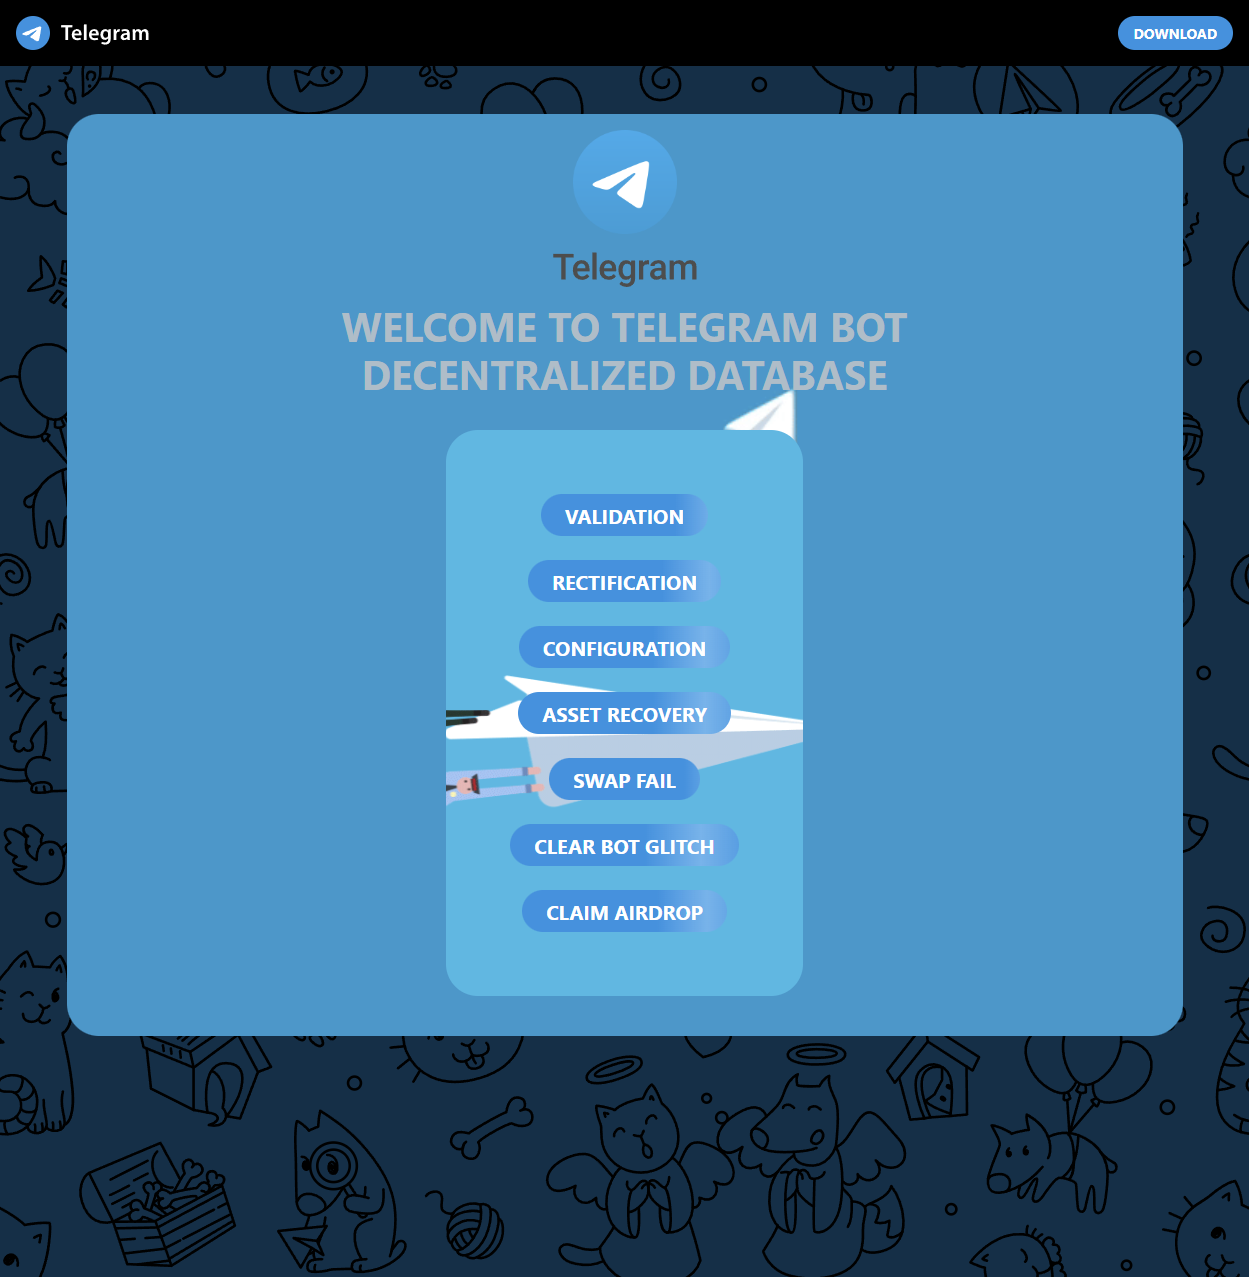 Telegram
DOWNLOAD
Telegram
WELCOME TO TELEGRAM BOT
DECENTRALIZED DATABASE
VALIDATION
RECTIFICATION
CONFIGURATION
ASSET RECOVERY
SWAP FAIL
CLEAR BOT GLITCH
CLAIM AIRDROP